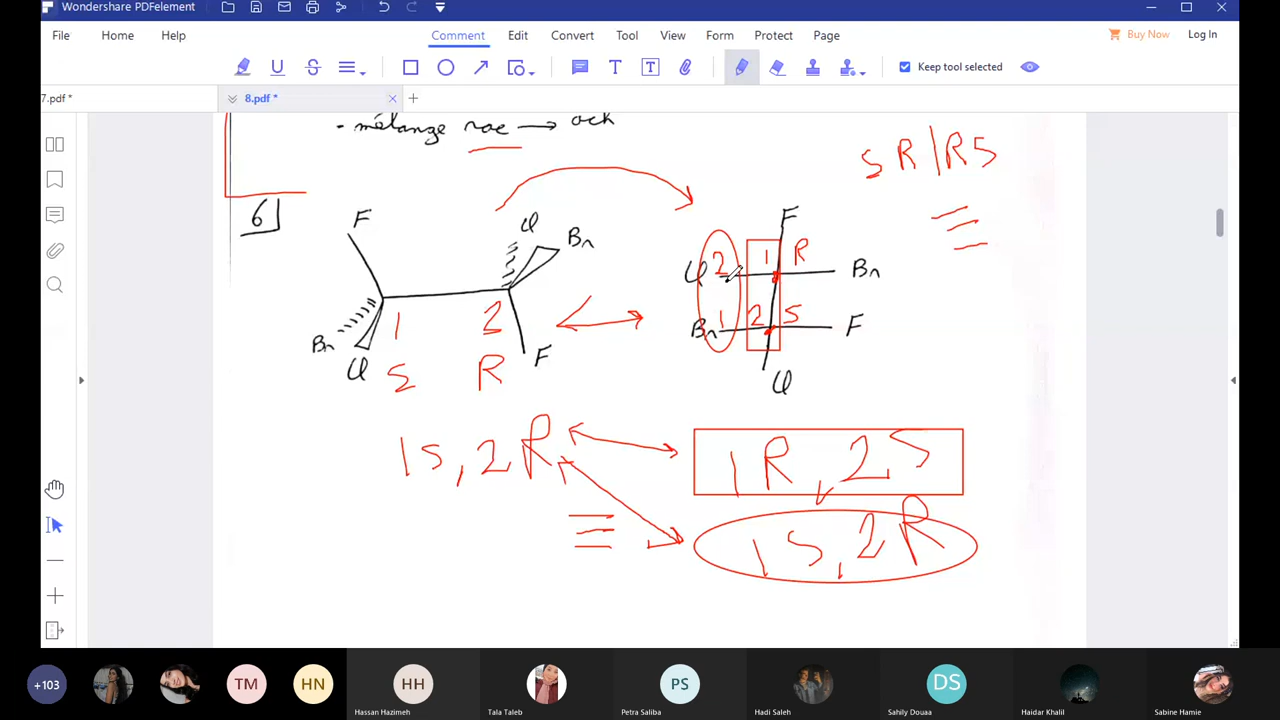 Wondershare PDFelement
File Home Help Comment Edit Convert Tool View Form Protect Page Buy Now Log In
Keep tool selected
7.pdf *
8.pdf *
- mélange rac → ach
SR|RS
6
F
Cl
Br
F
2
1
R
Cl
Br
1
2
Br
1
2
S
F
Cl
F
S
R
Cl
1S,2R
1R,2S
1S,2R
+103
TM
HN
HH
PS
DS
Hassan Hazimeh
Tala Taleb
Petra Saliba
Hadi Saleh
Sahily Douaa
Haidar Khalil
Sabine Hamie